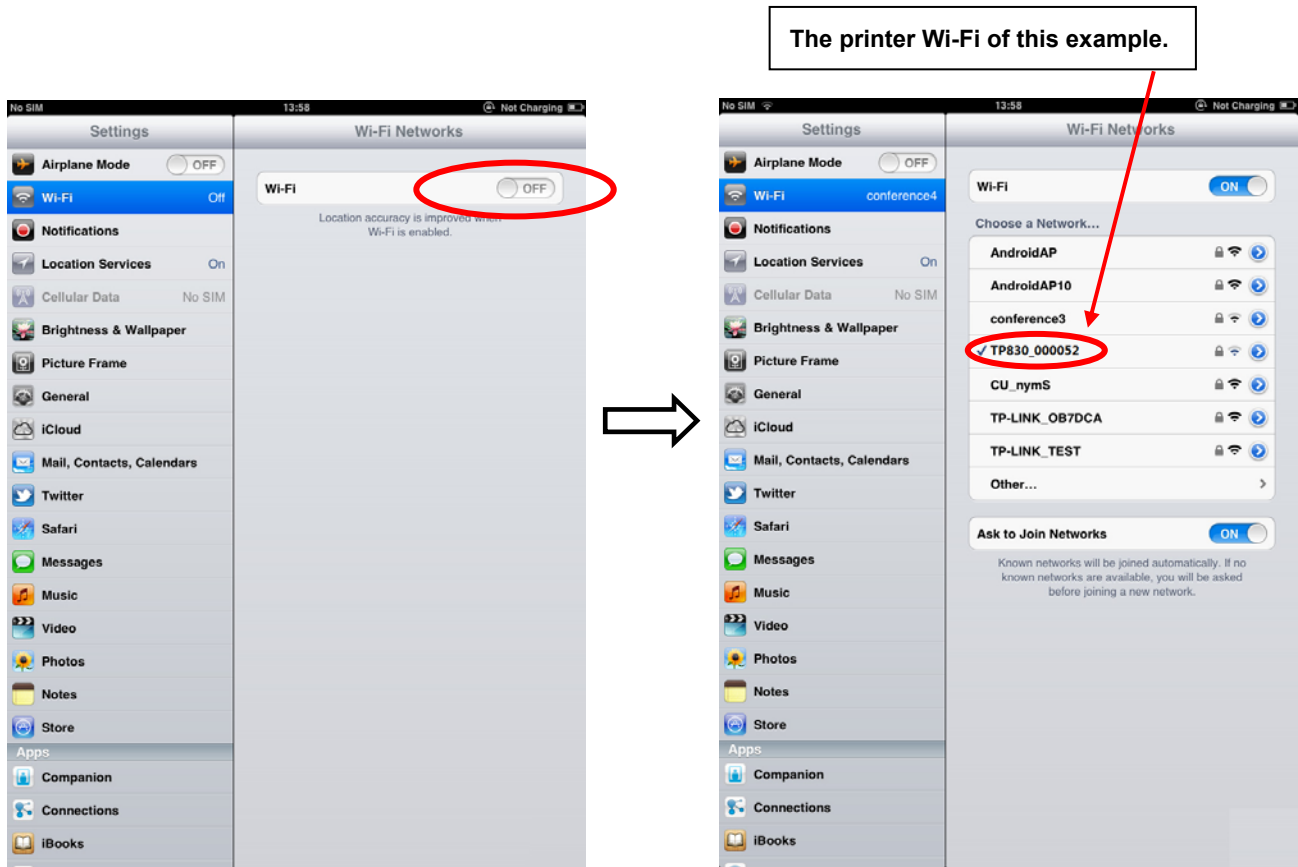 The printer Wi-Fi of this example.
No SIM 13:58 Not Charging
Settings
Airplane Mode OFF
Wi-Fi Off
Notifications
Location Services On
Cellular Data No SIM
Brightness & Wallpaper
Picture Frame
General
iCloud
Mail, Contacts, Calendars
Twitter
Safari
Messages
Music
Video
Photos
Notes
Store
Apps
Companion
Connections
iBooks
Wi-Fi Networks
Wi-Fi OFF
Location accuracy is improved when
Wi-Fi is enabled.
No SIM 13:58 Not Charging
Settings
Airplane Mode OFF
Wi-Fi conference4
Notifications
Location Services On
Cellular Data No SIM
Brightness & Wallpaper
Picture Frame
General
iCloud
Mail, Contacts, Calendars
Twitter
Safari
Messages
Music
Video
Photos
Notes
Store
Apps
Companion
Connections
iBooks
Wi-Fi Networks
Wi-Fi ON
Choose a Network...
AndroidAP
AndroidAP10
conference3
✓ TP830_000052
CU_nymS
TP-LINK_OB7DCA
TP-LINK_TEST
Other...
Ask to Join Networks ON
Known networks will be joined automatically. If no
known networks are available, you will be asked
before joining a new network.